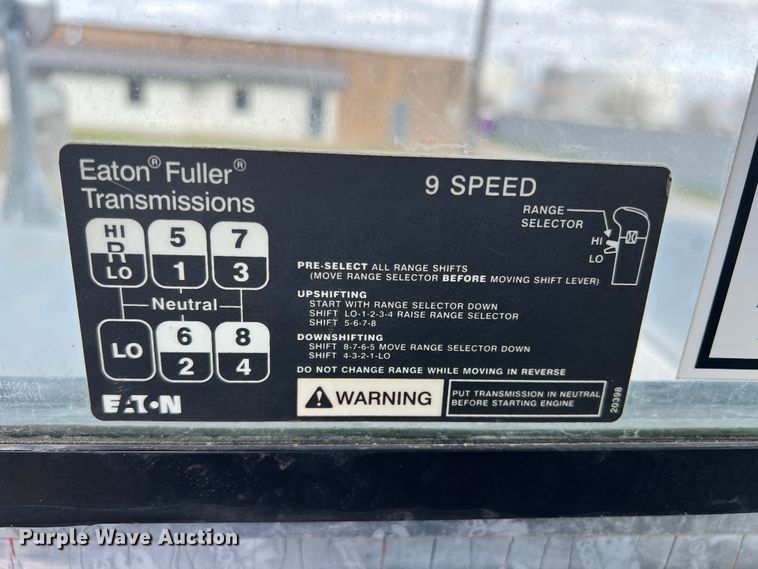 Eaton® Fuller®
Transmissions
9 SPEED
HI
R
LO
5
1
7
3
Neutral
LO
6
2
8
4
EATON
RANGE
SELECTOR
HI
LO
PRE-SELECT ALL RANGE SHIFTS
(MOVE RANGE SELECTOR BEFORE MOVING SHIFT LEVER)
UPSHIFTING
START WITH RANGE SELECTOR DOWN
SHIFT LO-1-2-3-4 RAISE RANGE SELECTOR
SHIFT 5-6-7-8
DOWNSHIFTING
SHIFT 8-7-6-5 MOVE RANGE SELECTOR DOWN
SHIFT 4-3-2-1-LO
DO NOT CHANGE RANGE WHILE MOVING IN REVERSE
WARNING
PUT TRANSMISSION IN NEUTRAL
BEFORE STARTING ENGINE
20398
Purple Wave Auction